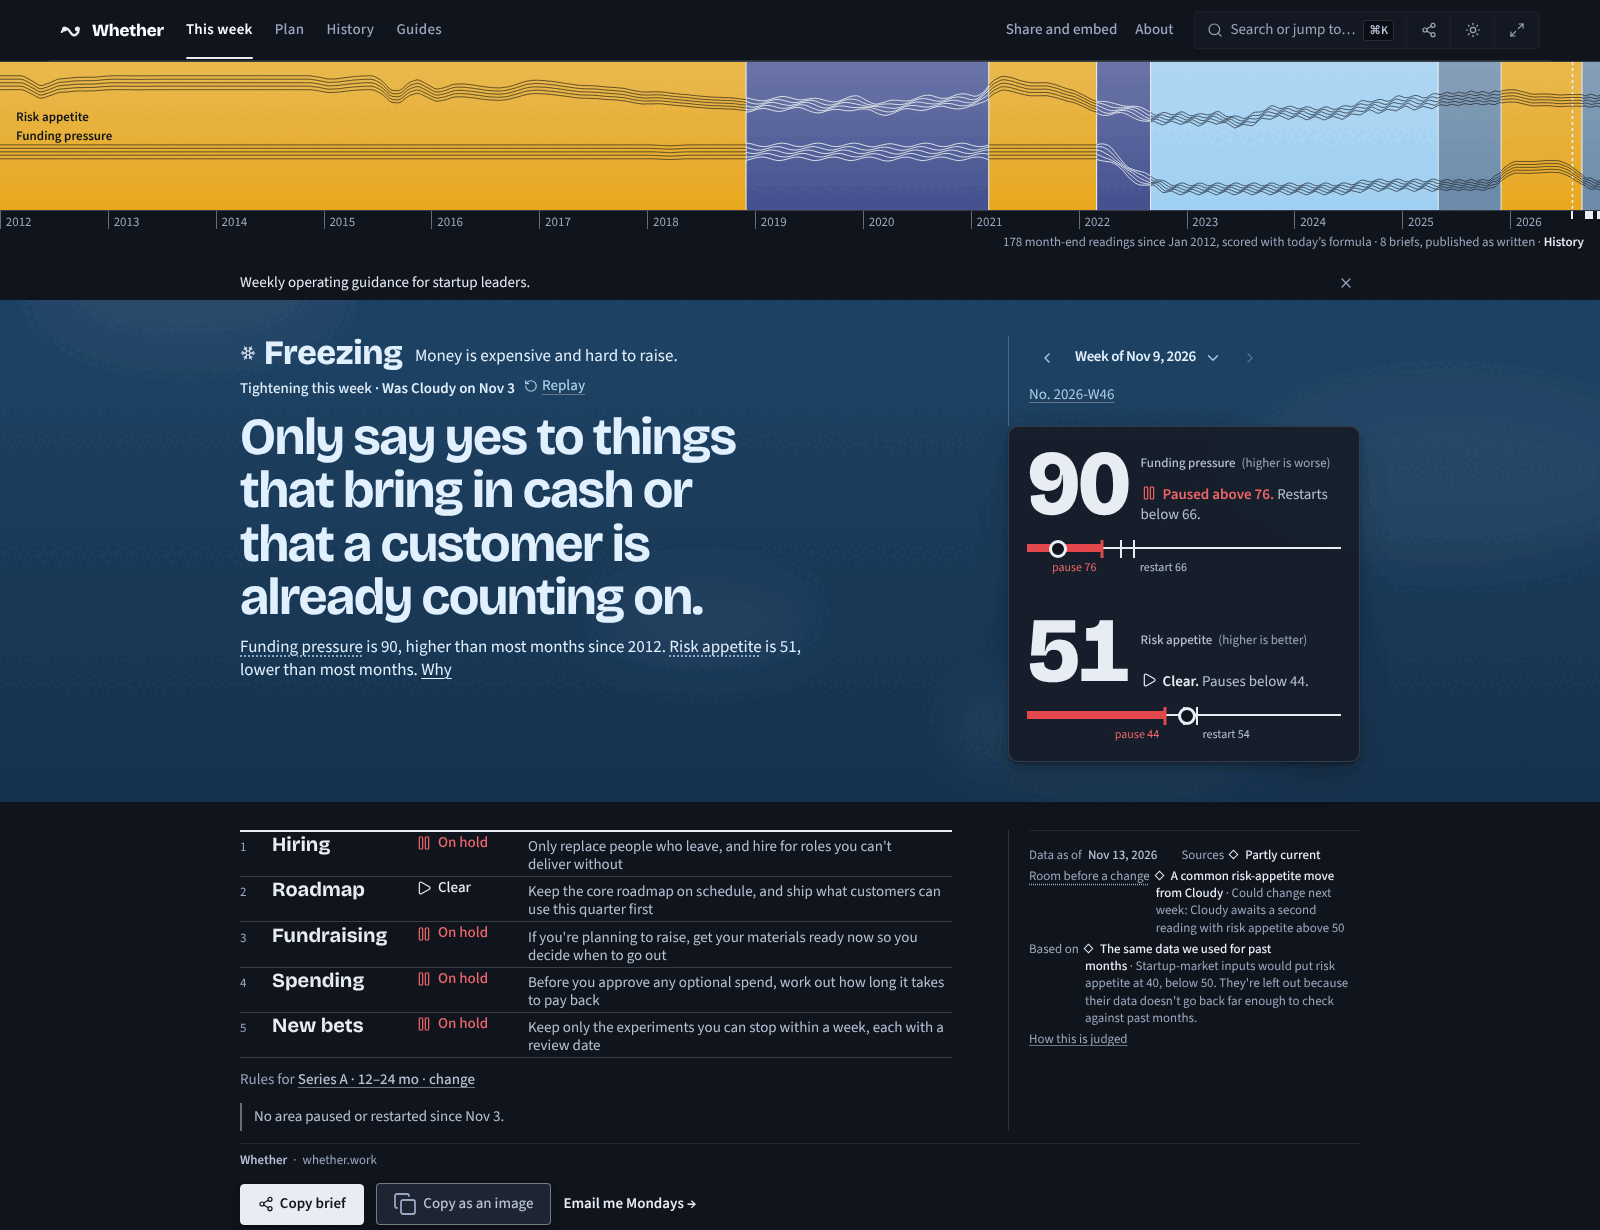 Whether
This week
Plan
History
Guides
Share and embed
About
Search or jump to…
⌘K
Risk appetite
Funding pressure
2012
2013
2014
2015
2016
2017
2018
2019
2020
2021
2022
2023
2024
2025
2026
178 month-end readings since Jan 2012, scored with today's formula · 8 briefs, published as written · History
Weekly operating guidance for startup leaders.
Freezing Money is expensive and hard to raise.
Tightening this week · Was Cloudy on Nov 3 Replay
Only say yes to things
that bring in cash or
that a customer is
already counting on.
Funding pressure is 90, higher than most months since 2012. Risk appetite is 51,
lower than most months. Why
Week of Nov 9, 2026
No. 2026-W46
90
Funding pressure (higher is worse)
Paused above 76. Restarts
below 66.
pause 76
restart 66
51
Risk appetite (higher is better)
Clear. Pauses below 44.
pause 44
restart 54
1 Hiring On hold Only replace people who leave, and hire for roles you can't
deliver without
2 Roadmap Clear Keep the core roadmap on schedule, and ship what customers can
use this quarter first
3 Fundraising On hold If you're planning to raise, get your materials ready now so you
decide when to go out
4 Spending On hold Before you approve any optional spend, work out how long it takes
to pay back
5 New bets On hold Keep only the experiments you can stop within a week, each with a
review date
Rules for Series A · 12–24 mo · change
No area paused or restarted since Nov 3.
Data as of Nov 13, 2026 Sources Partly current
Room before a change A common risk-appetite move
from Cloudy · Could change next
week: Cloudy awaits a second
reading with risk appetite above 50
Based on The same data we used for past
months · Startup-market inputs would put risk
appetite at 40, below 50. They're left out because
their data doesn't go back far enough to check
against past months.
How this is judged
Whether · whether.work
Copy brief
Copy as an image
Email me Mondays →